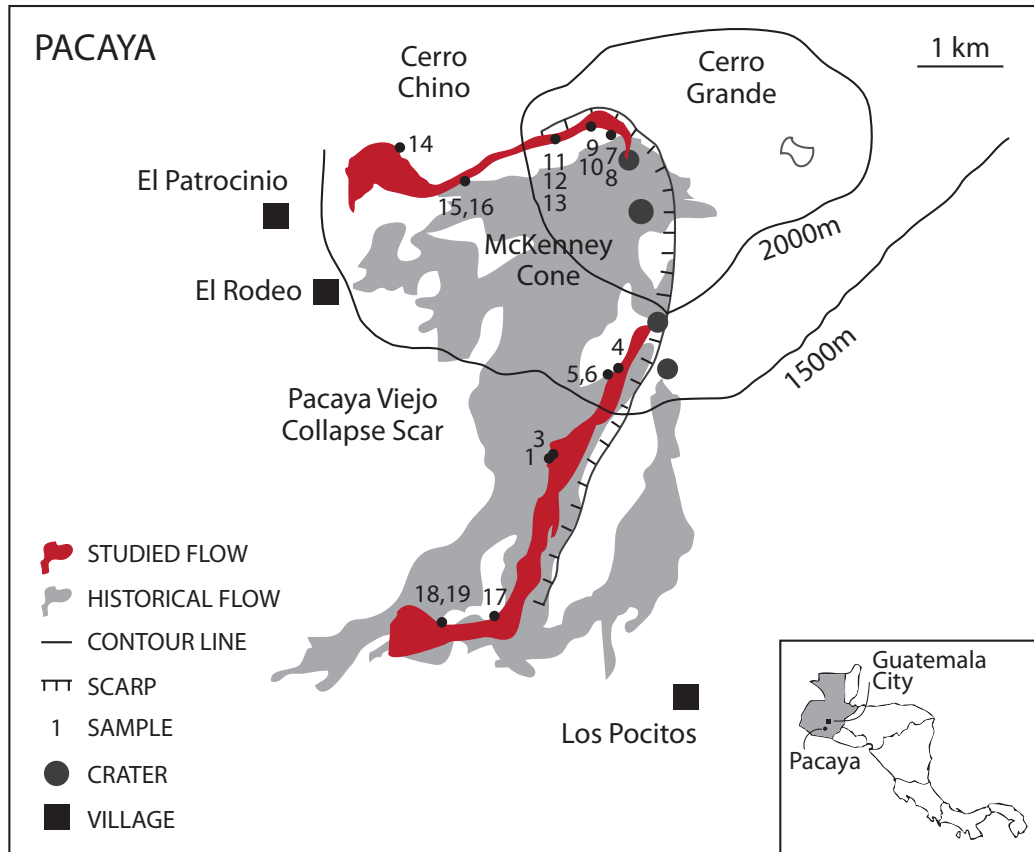 PACAYA
Cerro
Chino
Cerro
Grande
1 km
14
El Patrocinio
15,16
11
12
13
9
10
7
8
McKenney
Cone
2000m
El Rodeo
1500m
4
5,6
Pacaya Viejo
Collapse Scar
3
1
18,19
17
STUDIED FLOW
HISTORICAL FLOW
CONTOUR LINE
SCARP
1
SAMPLE
CRATER
VILLAGE
Los Pocitos
Guatemala
City
Pacaya